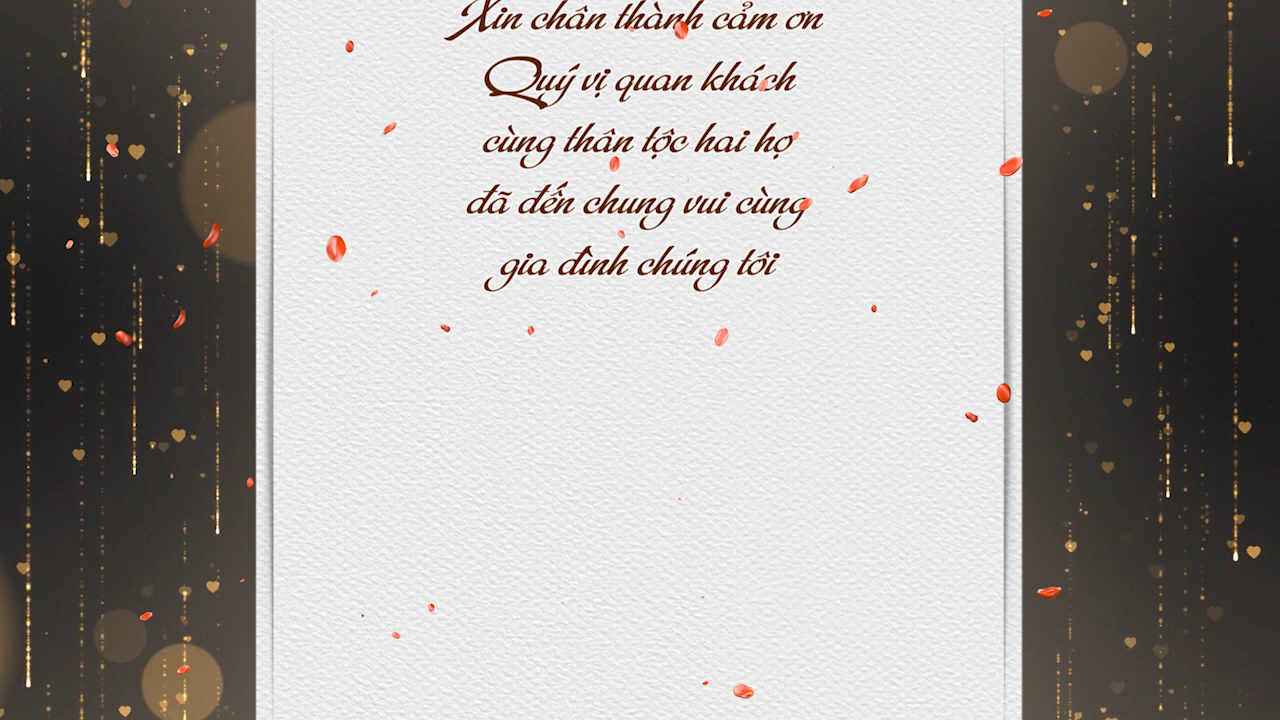 Xin chân thành cảm ơn
Quý vị quan khách
cùng thân tộc hai họ
đã đến chung vui cùng
gia đình chúng tôi